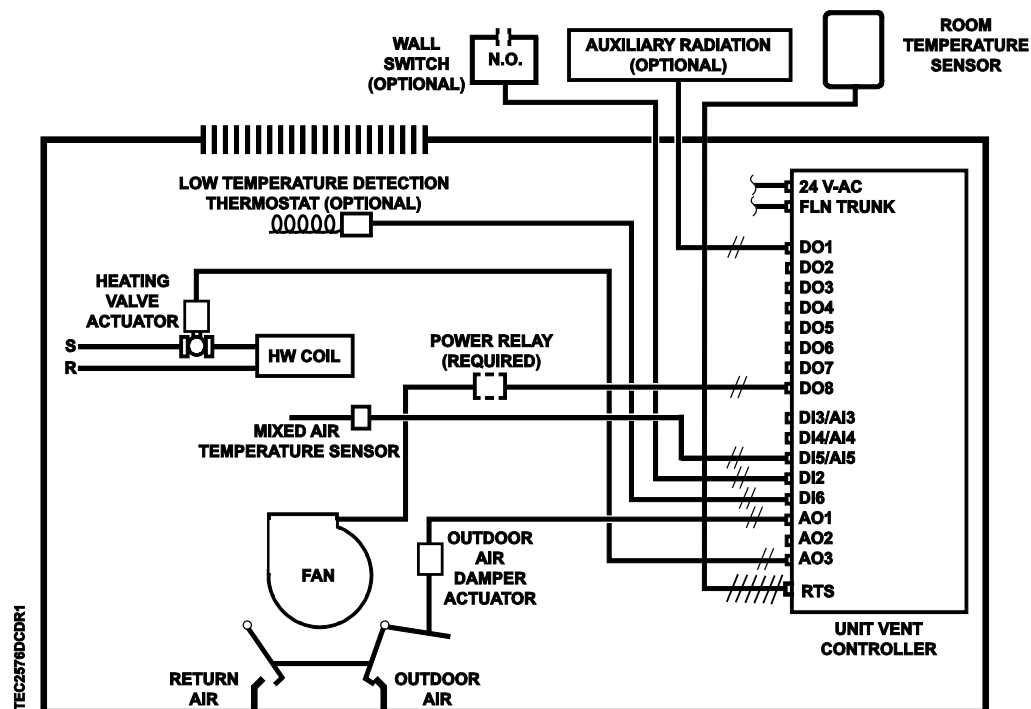 WALL
SWITCH
(OPTIONAL)
N.O.
AUXILIARY RADIATION
(OPTIONAL)
ROOM
TEMPERATURE
SENSOR
LOW TEMPERATURE DETECTION
THERMOSTAT (OPTIONAL)
24 V-AC
FLN TRUNK
DO1
DO2
DO3
DO4
DO5
DO6
DO7
DO8
DI3/AI3
DI4/AI4
DI5/AI5
DI2
DI6
AO1
AO2
AO3
RTS
UNIT VENT
CONTROLLER
HEATING
VALVE
ACTUATOR
S
R
HW COIL
POWER RELAY
(REQUIRED)
MIXED AIR
TEMPERATURE SENSOR
FAN
OUTDOOR
AIR
DAMPER
ACTUATOR
RETURN
AIR
OUTDOOR
AIR
TEC2576DCDR1